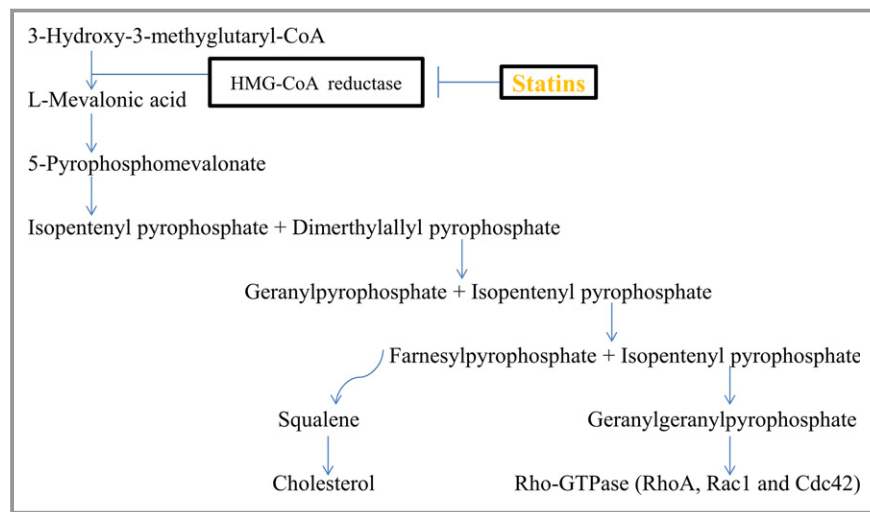 3-Hydroxy-3-methyglutaryl-CoA
HMG-CoA reductase
Statins
L-Mevalonic acid
5-Pyrophosphomevalonate
Isopentenyl pyrophosphate + Dimerthylallyl pyrophosphate
Geranylpyrophosphate + Isopentenyl pyrophosphate
Farnesylpyrophosphate + Isopentenyl pyrophosphate
Squalene
Geranylgeranylpyrophosphate
Cholesterol
Rho-GTPase (RhoA, Rac1 and Cdc42)